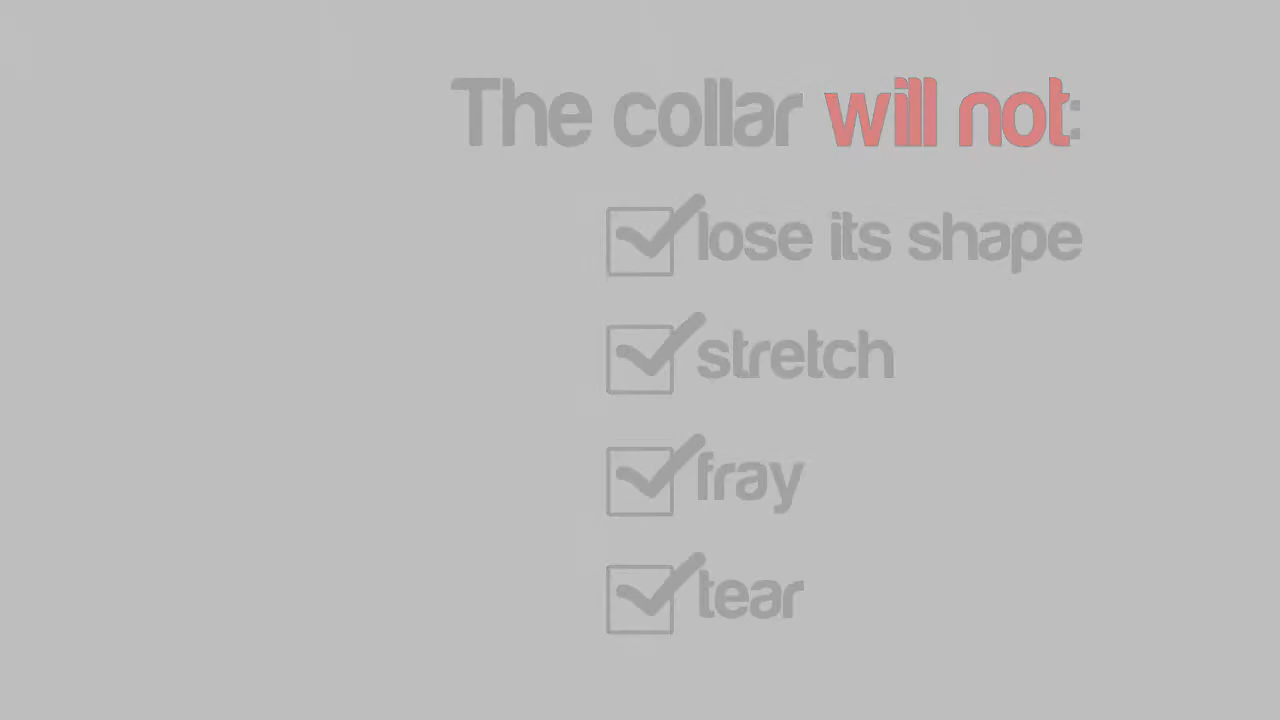 The collar will not:
lose its shape
stretch
fray
tear